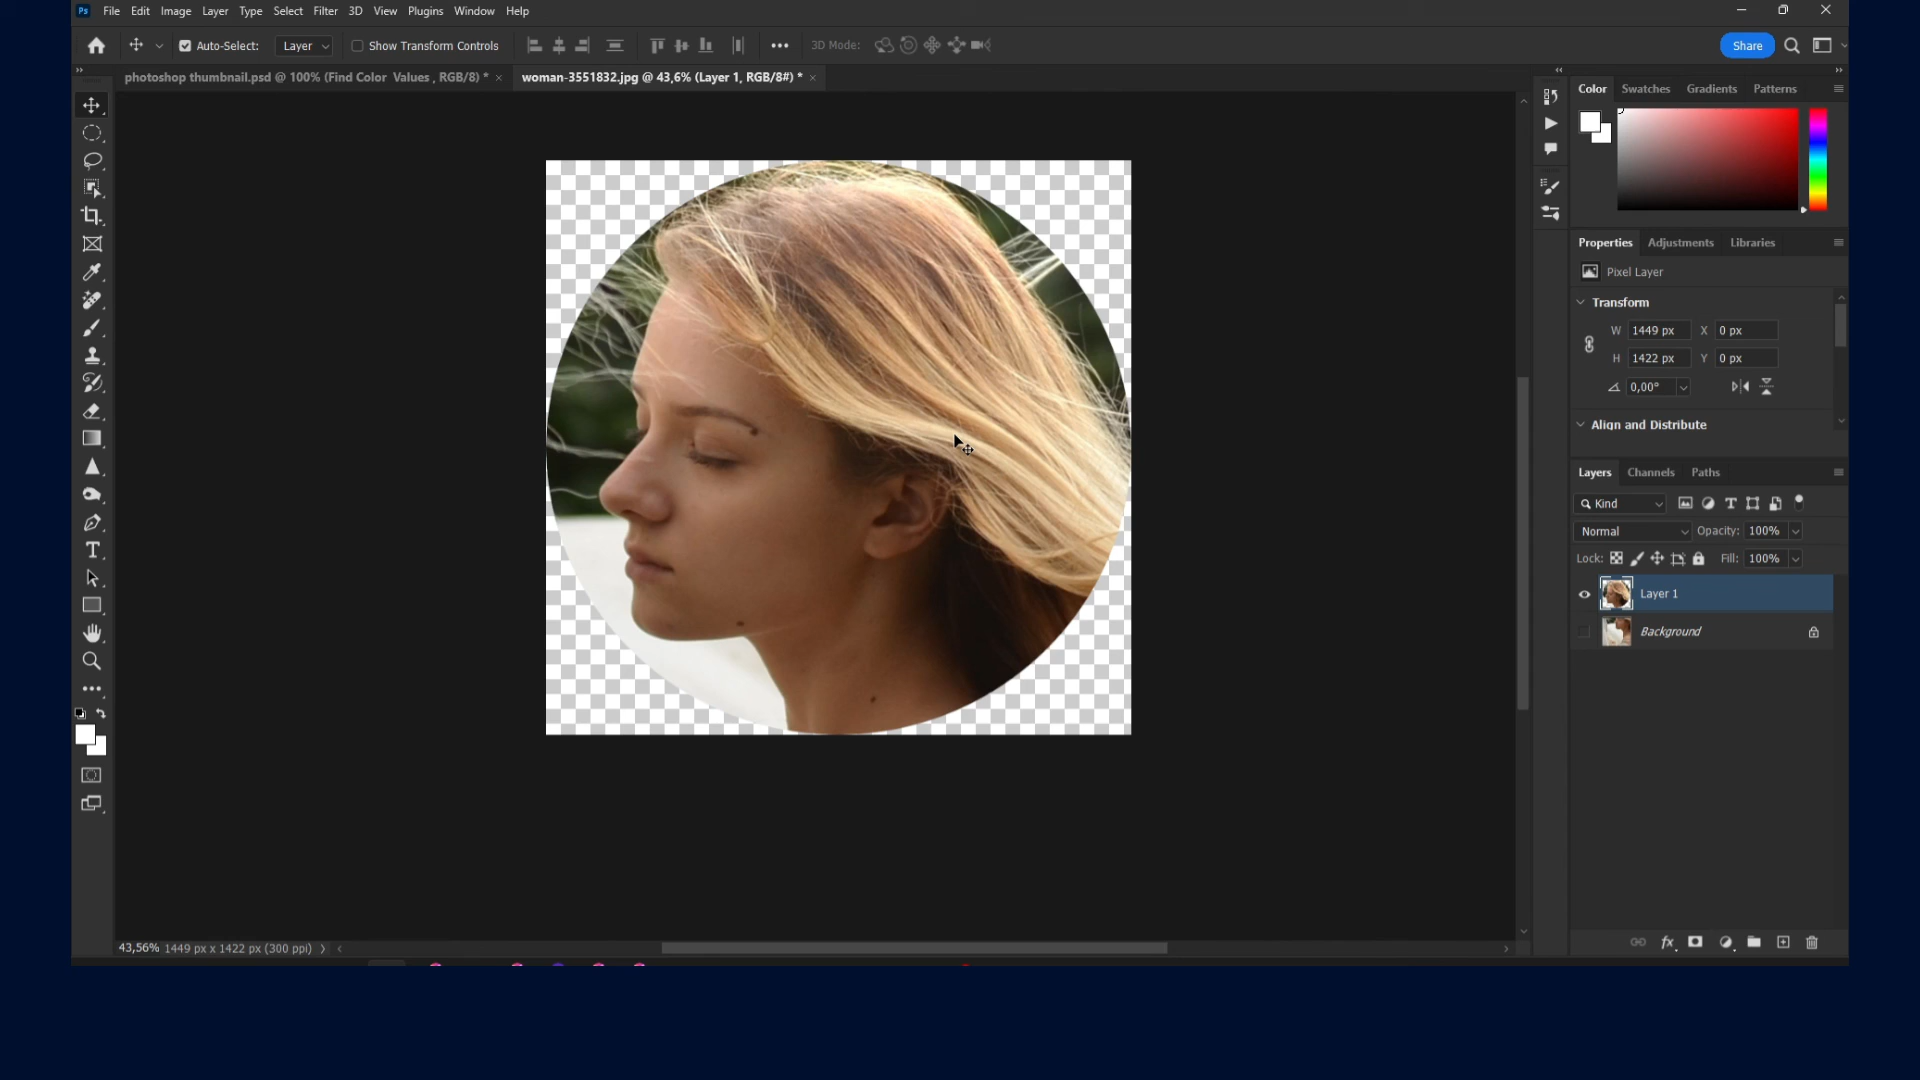 Ps File Edit Image Layer Type Select Filter 3D View Plugins Window Help
Auto-Select: Layer Show Transform Controls 3D Mode: Share
photoshop thumbnail.psd @ 100% (Find Color Values , RGB/8) * × woman-3551832.jpg @ 43,6% (Layer 1, RGB/8#) * ×
Color Swatches Gradients Patterns
Properties Adjustments Libraries
Pixel Layer
Transform
W 1449 px X 0 px
H 1422 px Y 0 px
0,00°
Align and Distribute
Layers Channels Paths
Kind
Normal Opacity: 100%
Lock: Fill: 100%
Layer 1
Background
43,56% 1449 px x 1422 px (300 ppi)